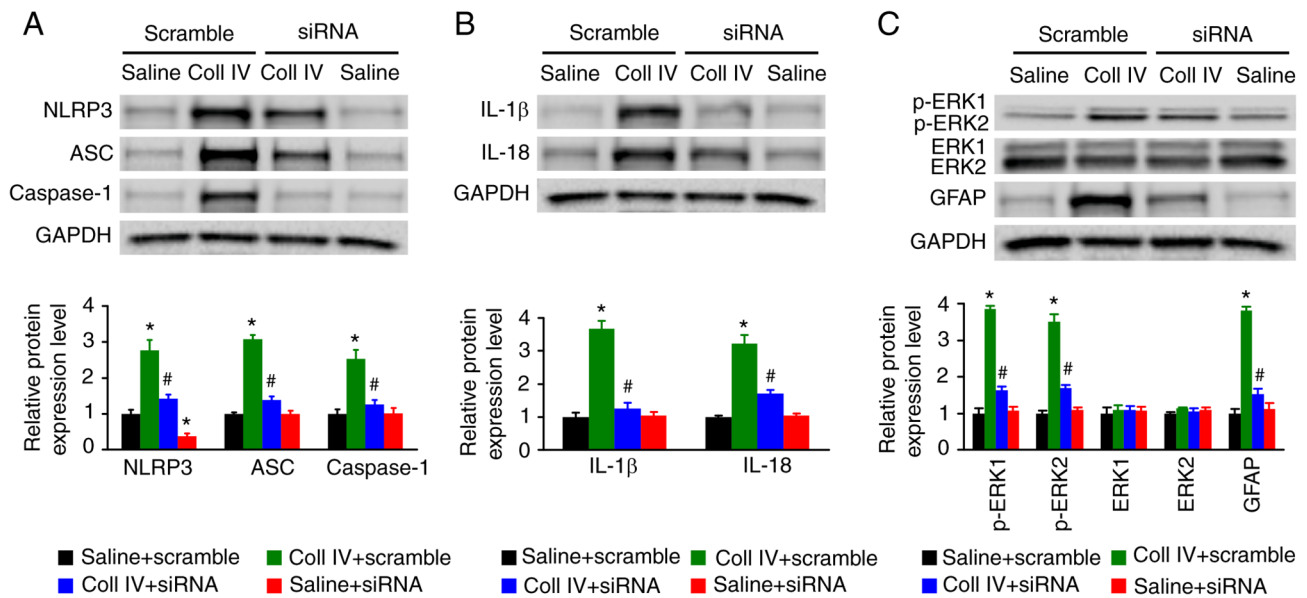 A
Scramble siRNA
Saline Coll IV Coll IV Saline
NLRP3
ASC
Caspase-1
GAPDH
Relative protein
expression level
4
3
2
1
0
* # *
* #
* #
NLRP3 ASC Caspase-1
Saline+scramble Coll IV+scramble
Coll IV+siRNA Saline+siRNA
B
Scramble siRNA
Saline Coll IV Coll IV Saline
IL-1β
IL-18
GAPDH
Relative protein
expression level
4
3
2
1
0
* #
* #
IL-1β IL-18
Saline+scramble Coll IV+scramble
Coll IV+siRNA Saline+siRNA
C
Scramble siRNA
Saline Coll IV Coll IV Saline
p-ERK1
p-ERK2
ERK1
ERK2
GFAP
GAPDH
Relative protein
expression level
4
3
2
1
0
* #
* #
* #
p-ERK1 p-ERK2 ERK1 ERK2 GFAP
Saline+scramble Coll IV+scramble
Coll IV+siRNA Saline+siRNA